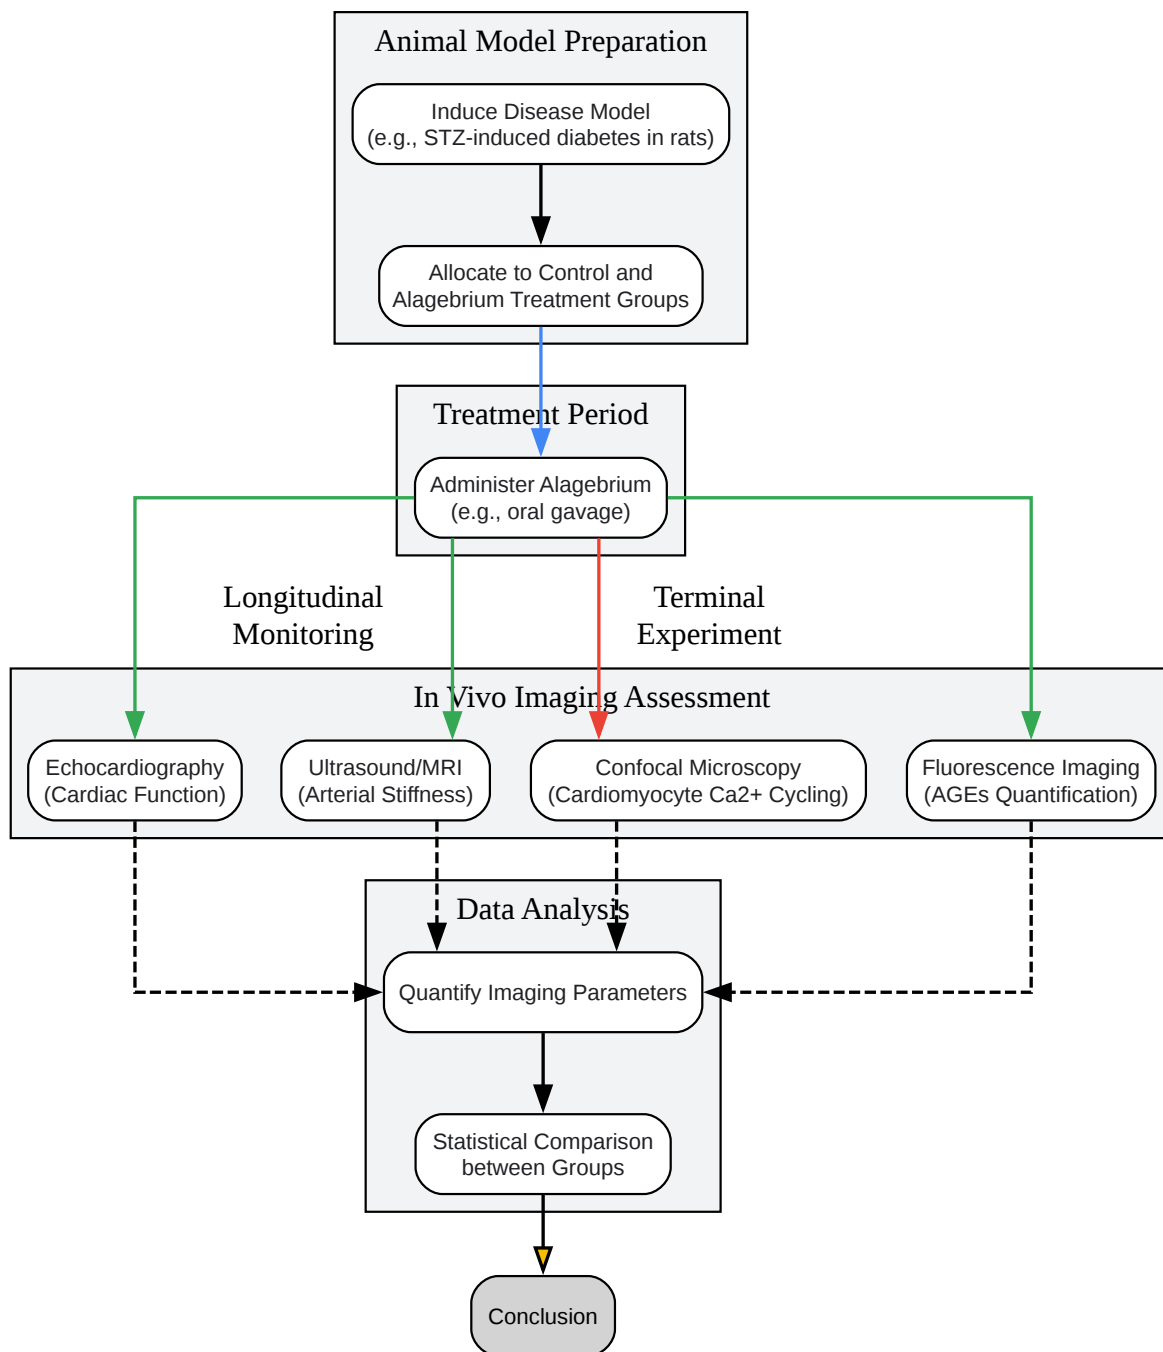 Animal Model Preparation
Induce Disease Model
(e.g., STZ-induced diabetes in rats)
Allocate to Control and
Alagebrium Treatment Groups
Treatment Period
Administer Alagebrium
(e.g., oral gavage)
Longitudinal
Monitoring
Terminal
Experiment
In Vivo Imaging Assessment
Echocardiography
(Cardiac Function)
Ultrasound/MRI
(Arterial Stiffness)
Confocal Microscopy
(Cardiomyocyte Ca2+ Cycling)
Fluorescence Imaging
(AGEs Quantification)
Data Analysis
Quantify Imaging Parameters
Statistical Comparison
between Groups
Conclusion